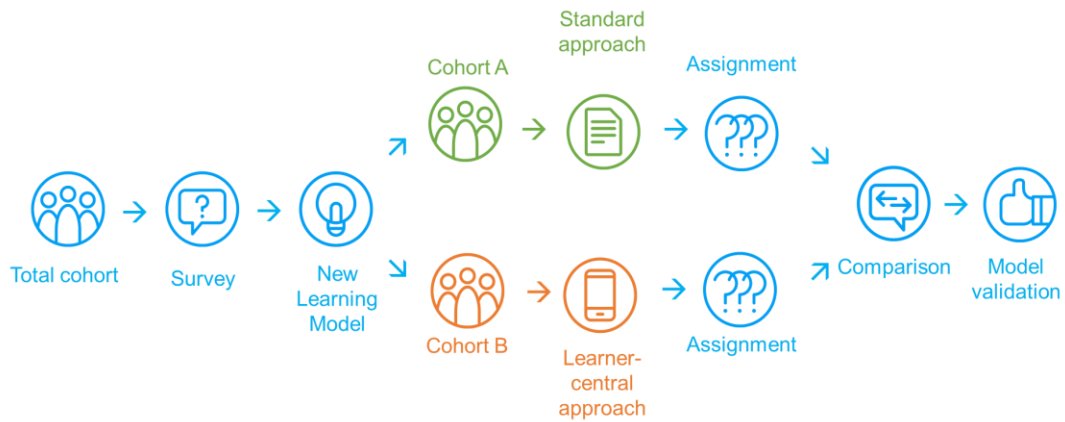 Total cohort
?
Survey
New
Learning
Model
Cohort A
Standard
approach
Assignment
???
Cohort B
Learner-
central
approach
Assignment
???
Comparison
Model
validation